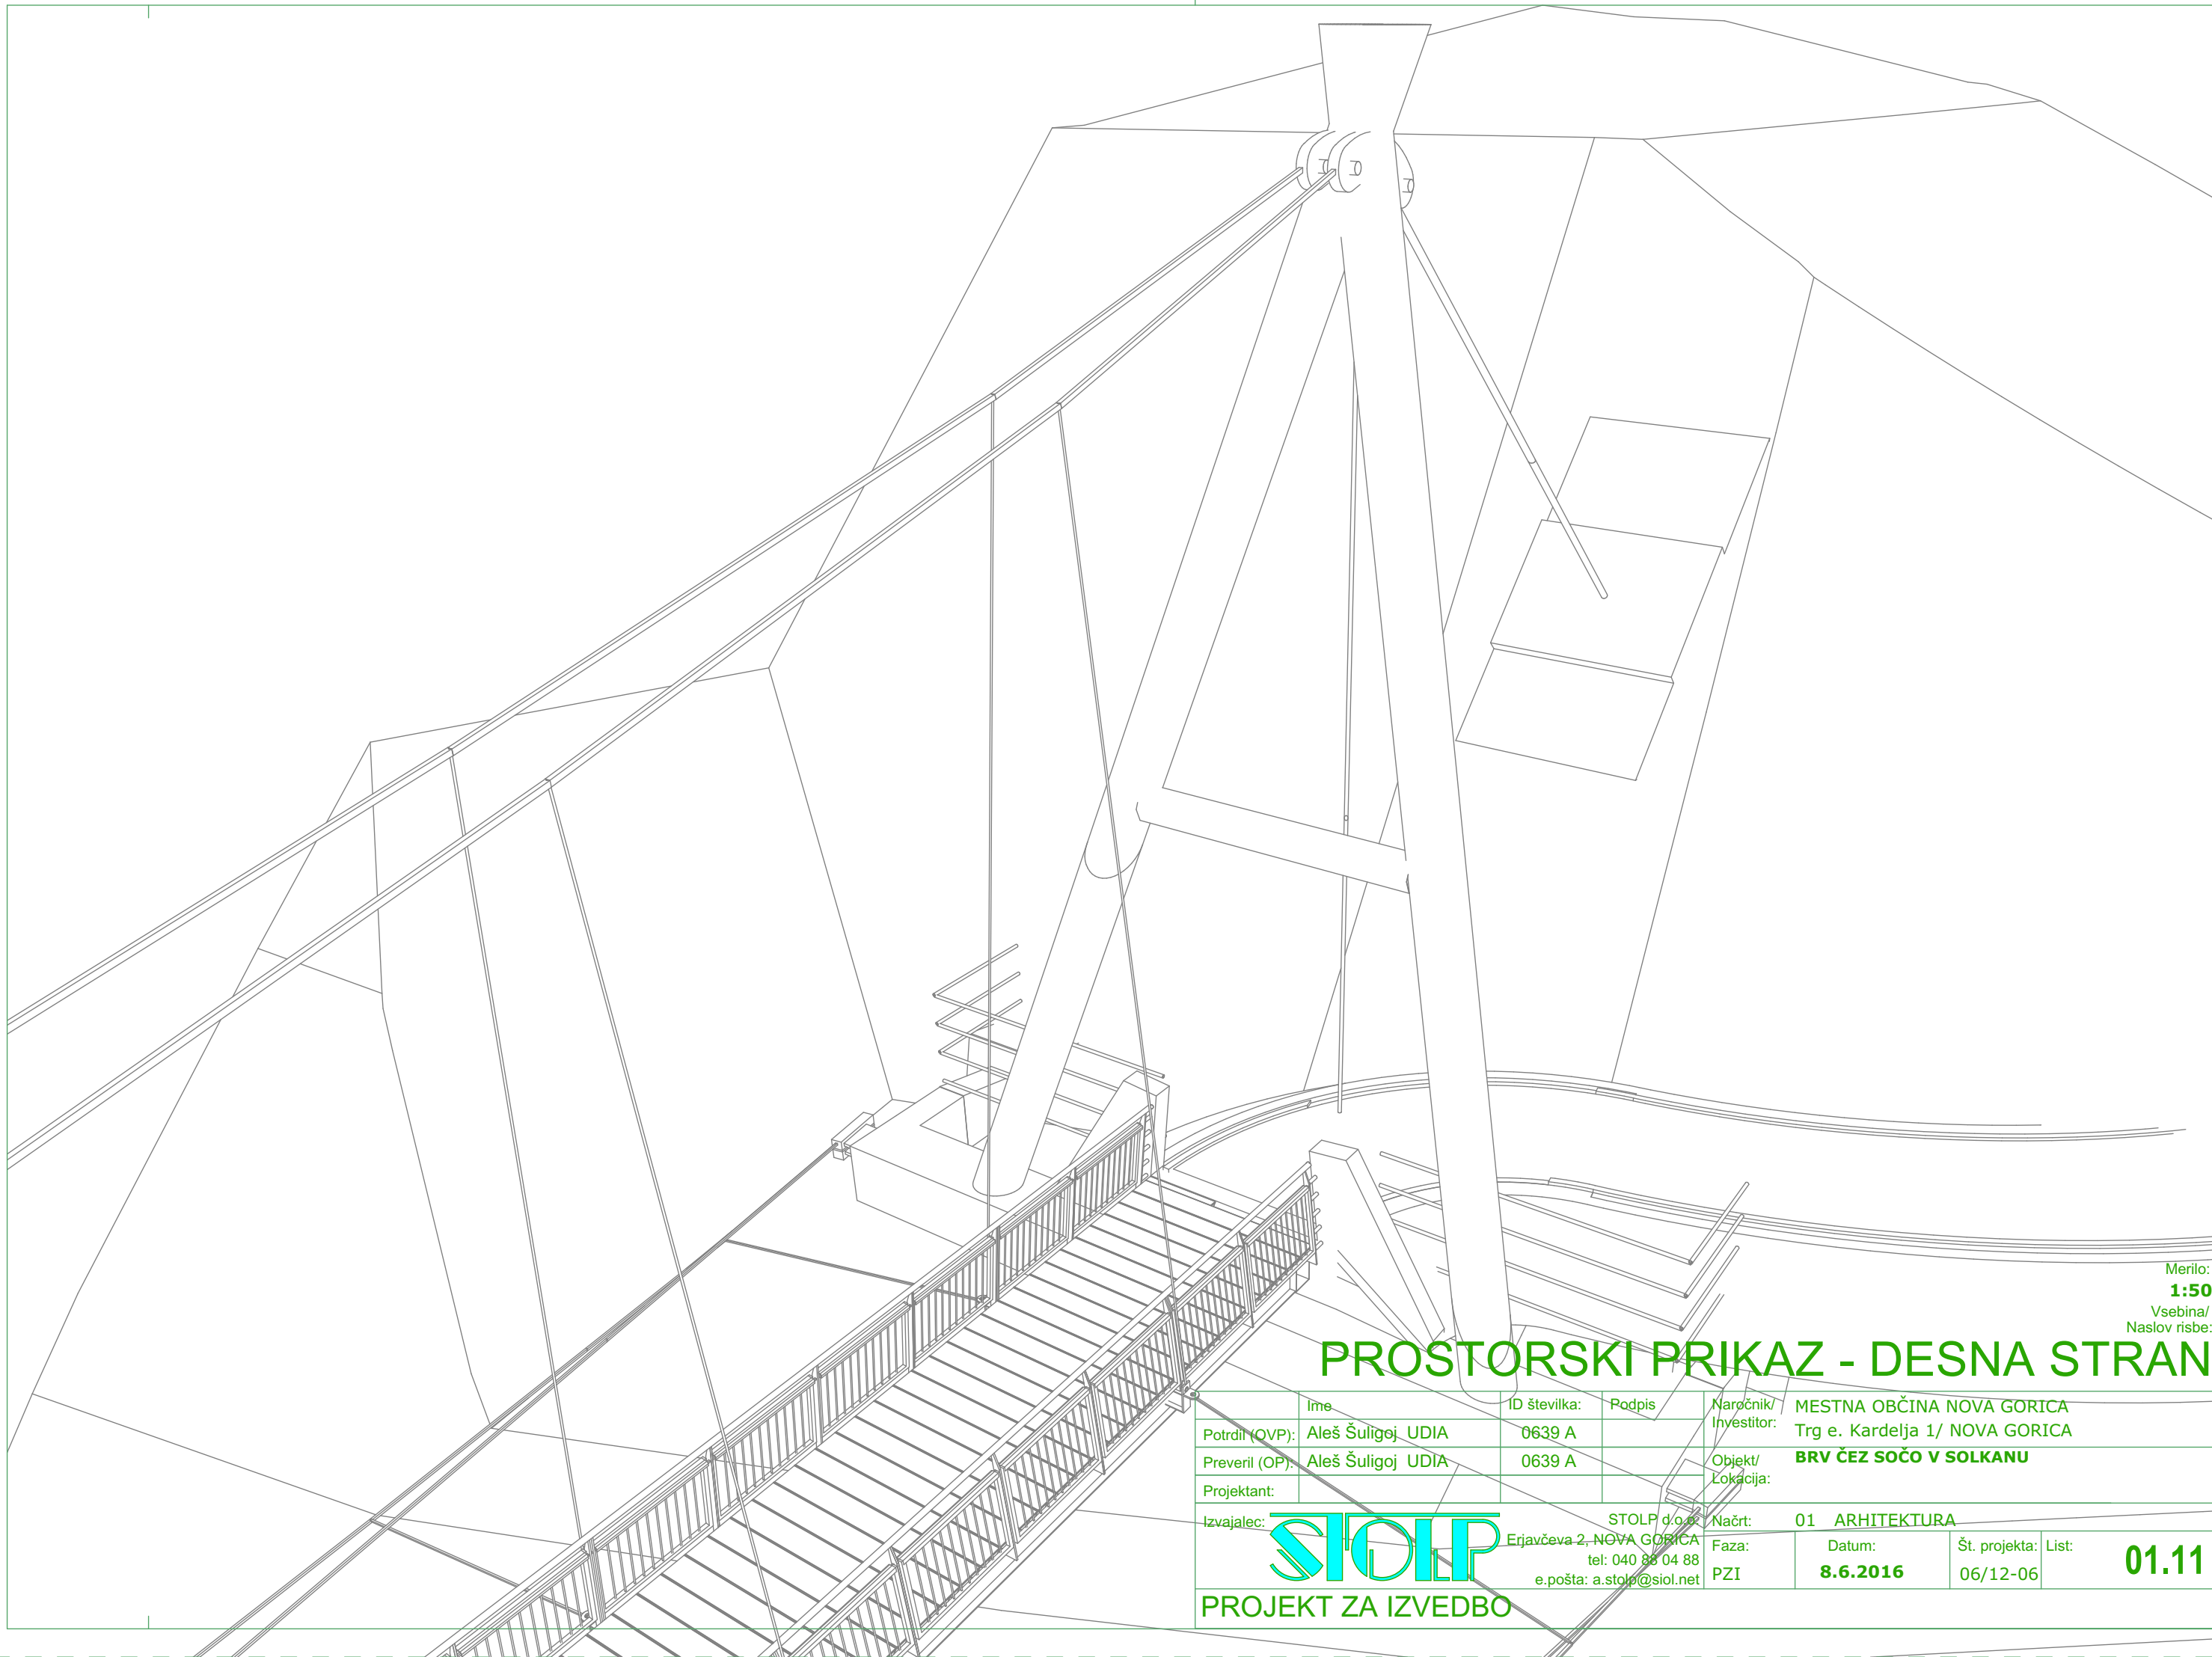 Merilo:
1:50
Vsebina/
Naslov risbe:
PROSTORSKI PRIKAZ - DESNA STRAN
Ime ID številka: Podpis
Potrdil (OVP): Aleš Šuligoj UDIA 0639 A
Preveril (OP): Aleš Šuligoj UDIA 0639 A
Projektant:
Naročnik/
Investitor:
MESTNA OBČINA NOVA GORICA
Trg e. Kardelja 1/ NOVA GORICA
Objekt/
Lokacija:
BRV ČEZ SOČO V SOLKANU
Izvajalec:
STOLP
STOLP d.o.o.
Erjavčeva 2, NOVA GORICA
tel: 040 88 04 88
e.pošta: a.stolp@siol.net
Načrt: 01 ARHITEKTURA
Faza:
PZI
Datum:
8.6.2016
Št. projekta:
06/12-06
List:
01.11
PROJEKT ZA IZVEDBO